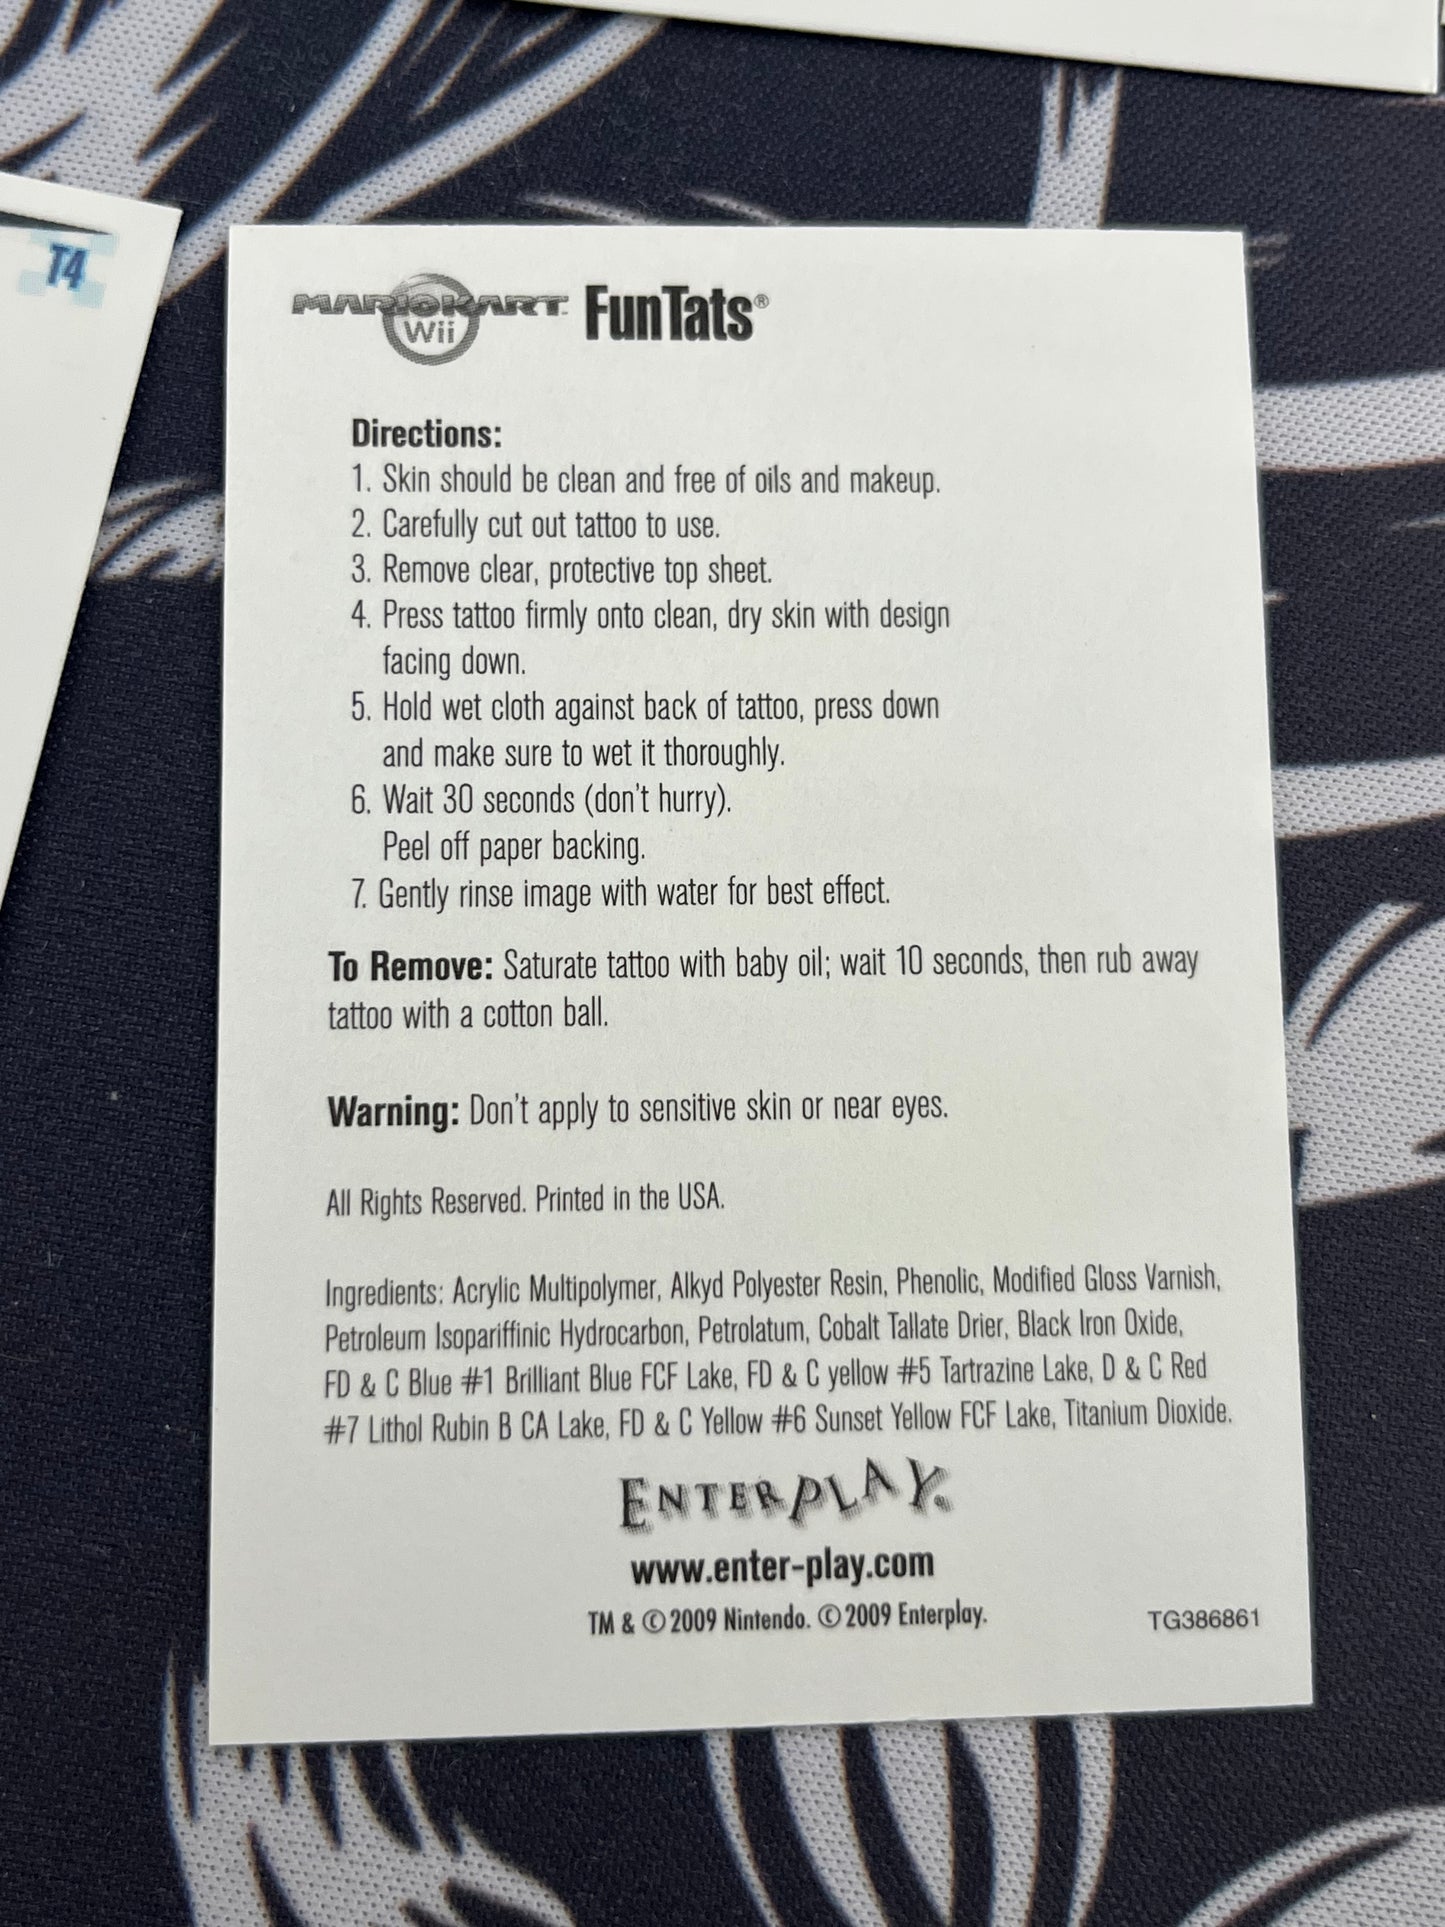 T4
MARIOKART Wii FunTats®
Directions:
1. Skin should be clean and free of oils and makeup.
2. Carefully cut out tattoo to use.
3. Remove clear, protective top sheet.
4. Press tattoo firmly onto clean, dry skin with design
facing down.
5. Hold wet cloth against back of tattoo, press down
and make sure to wet it thoroughly.
6. Wait 30 seconds (don't hurry).
Peel off paper backing.
7. Gently rinse image with water for best effect.
To Remove: Saturate tattoo with baby oil; wait 10 seconds, then rub away
tattoo with a cotton ball.
Warning: Don't apply to sensitive skin or near eyes.
All Rights Reserved. Printed in the USA.
Ingredients: Acrylic Multipolymer, Alkyd Polyester Resin, Phenolic, Modified Gloss Varnish,
Petroleum Isopariffinic Hydrocarbon, Petrolatum, Cobalt Tallate Drier, Black Iron Oxide,
FD & C Blue #1 Brilliant Blue FCF Lake, FD & C yellow #5 Tartrazine Lake, D & C Red
#7 Lithol Rubin B CA Lake, FD & C Yellow #6 Sunset Yellow FCF Lake, Titanium Dioxide.
ENTERPLAY
www.enter-play.com
TM & © 2009 Nintendo. © 2009 Enterplay.
TG386861